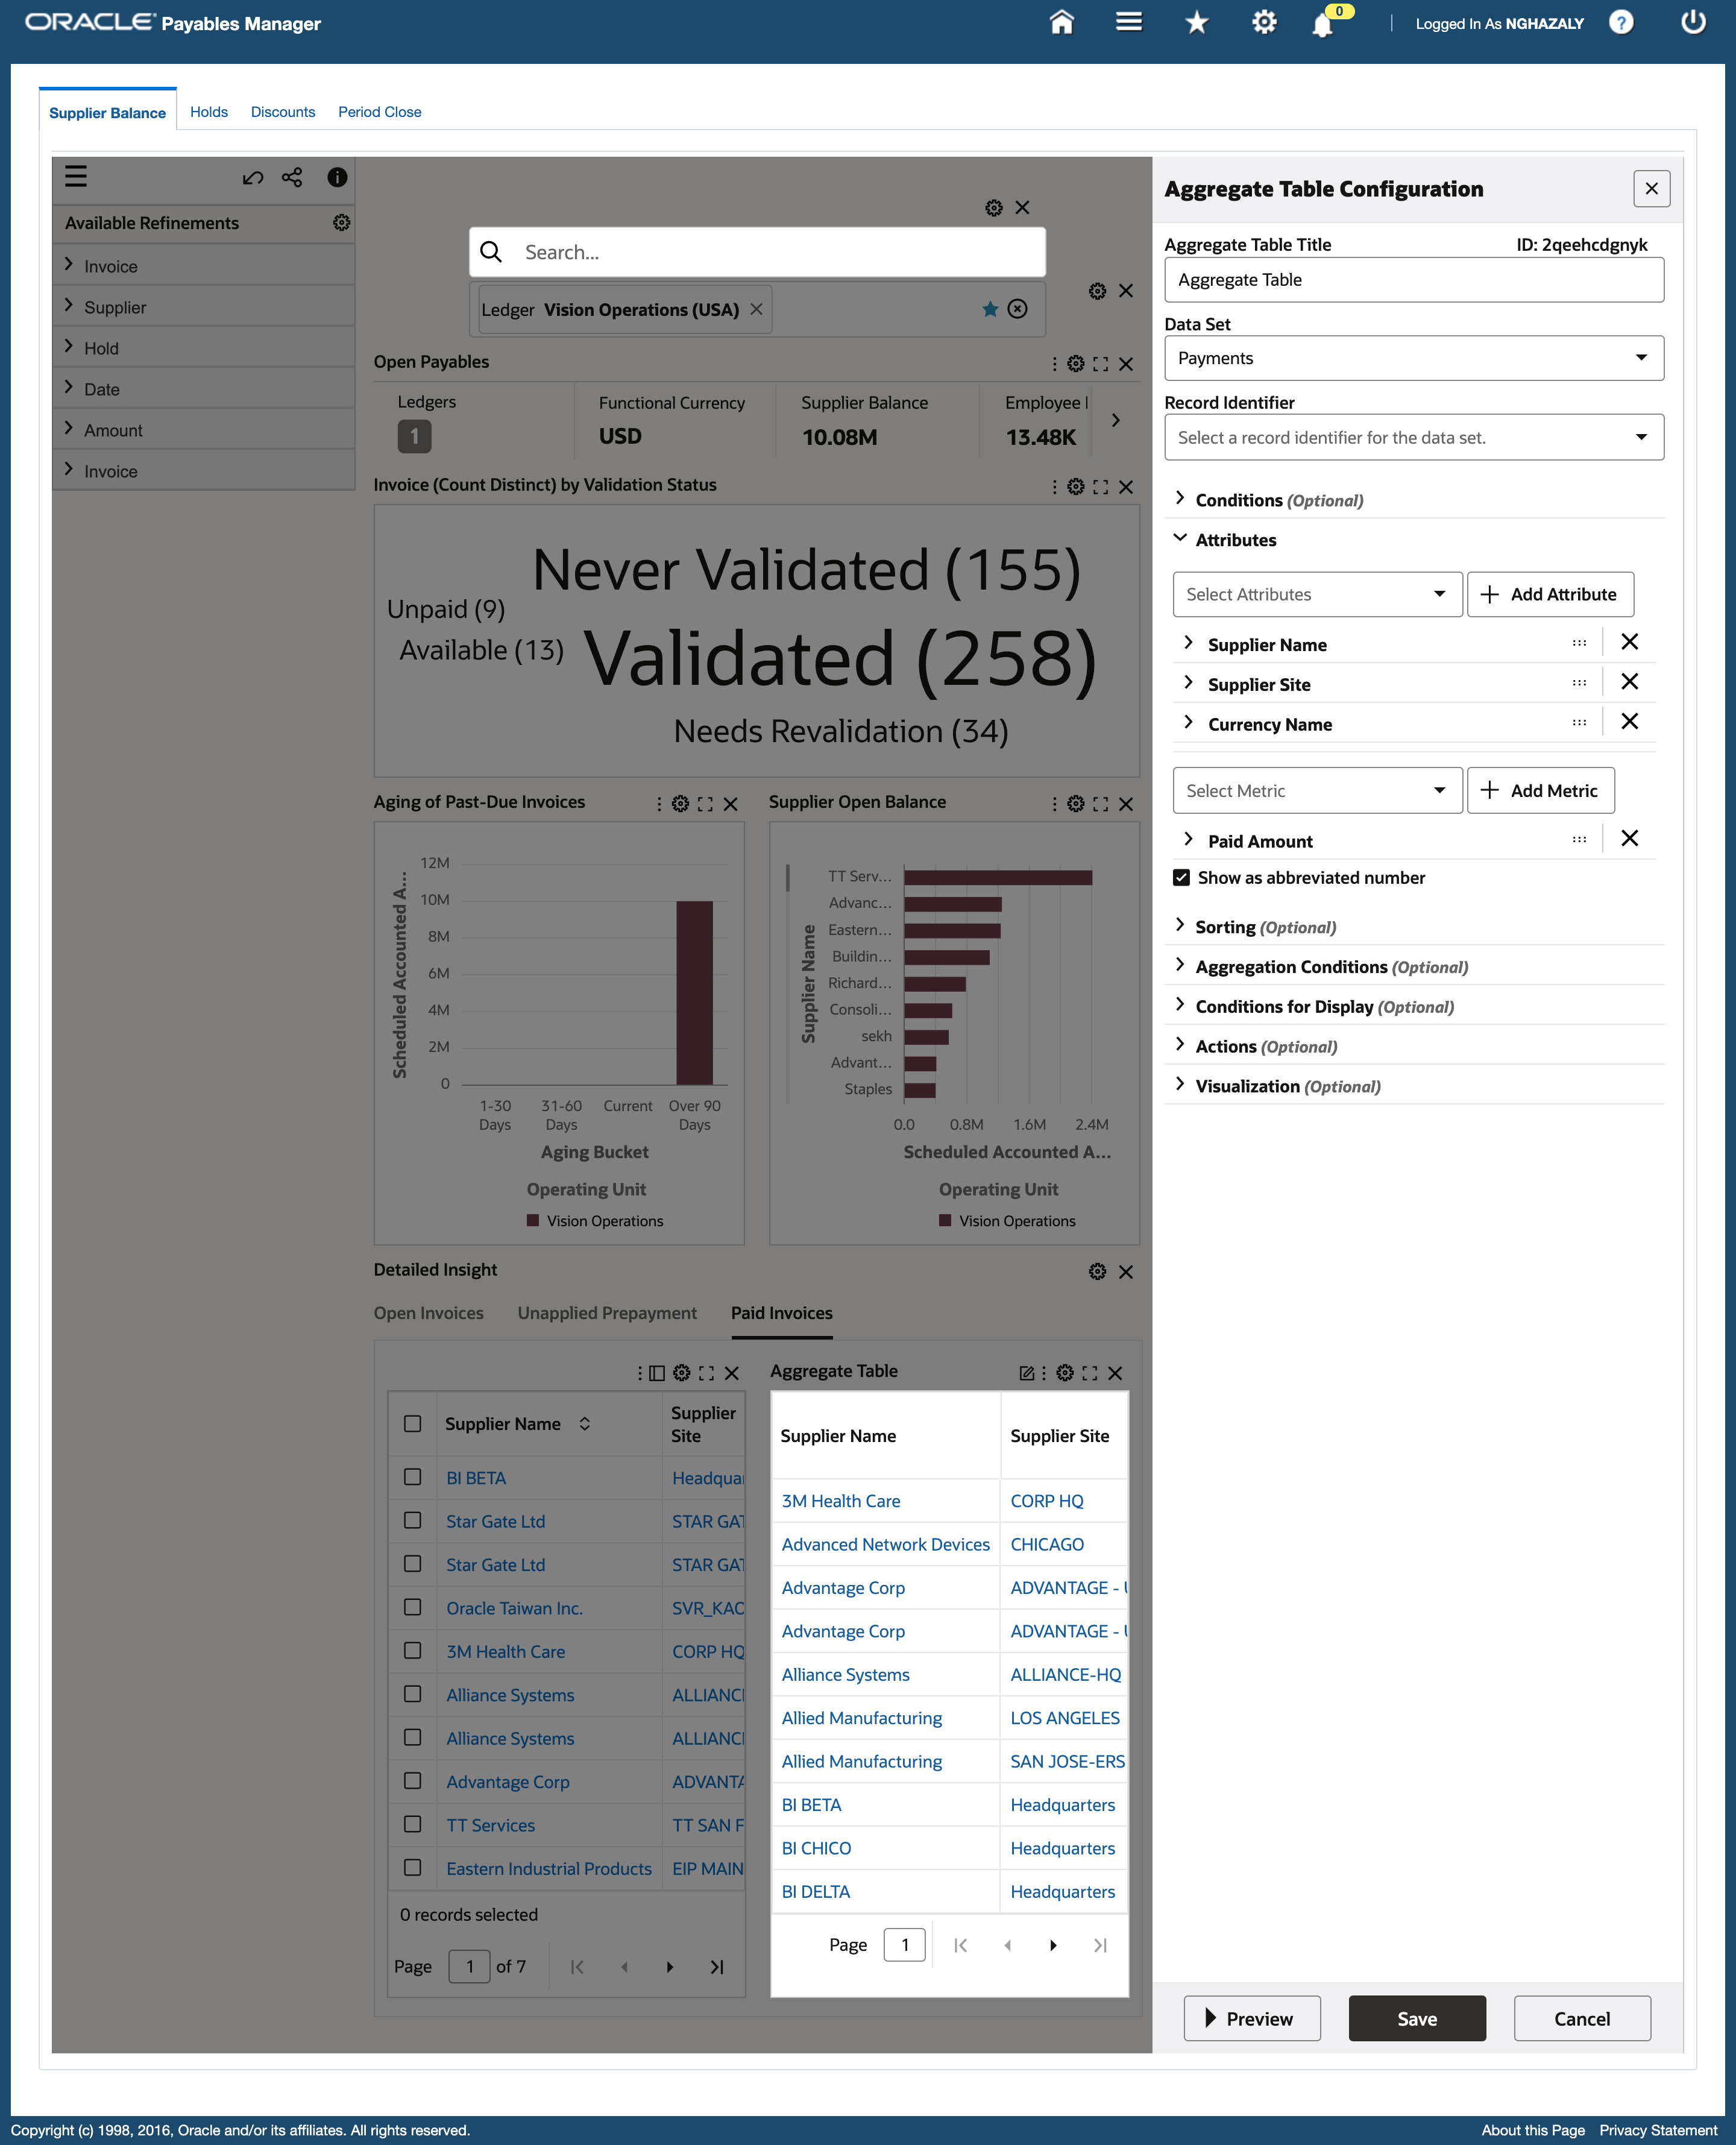 ORACLE Payables Manager
0
Logged In As NGHAZALY
Supplier Balance
Holds
Discounts
Period Close
Available Refinements
Invoice
Supplier
Hold
Date
Amount
Invoice
Search...
Ledger Vision Operations (USA)
Open Payables
Ledgers
1
Functional Currency
USD
Supplier Balance
10.08M
Employee
13.48K
Invoice (Count Distinct) by Validation Status
Never Validated (155)
Unpaid (9)
Available (13)
Validated (258)
Needs Revalidation (34)
Aging of Past-Due Invoices
Scheduled Accounted A...
12M
10M
8M
6M
4M
2M
0
1-30 Days
31-60 Days
Current
Over 90 Days
Aging Bucket
Operating Unit
Vision Operations
Supplier Open Balance
Supplier Name
TT Serv...
Advanc...
Eastern...
Buildin...
Richard...
Consoli...
sekh
Advant...
Staples
0.0 0.8M 1.6M 2.4M
Scheduled Accounted A...
Operating Unit
Vision Operations
Detailed Insight
Open Invoices
Unapplied Prepayment
Paid Invoices
Supplier Name
Supplier Site
BI BETA Headqua
Star Gate Ltd STAR GAT
Star Gate Ltd STAR GAT
Oracle Taiwan Inc. SVR_KAO
3M Health Care CORP HQ
Alliance Systems ALLIANC
Alliance Systems ALLIANC
Advantage Corp ADVANTA
TT Services TT SAN F
Eastern Industrial Products EIP MAIN
0 records selected
Page 1 of 7
Aggregate Table
Supplier Name Supplier Site
3M Health Care CORP HQ
Advanced Network Devices CHICAGO
Advantage Corp ADVANTAGE - U
Advantage Corp ADVANTAGE - U
Alliance Systems ALLIANCE-HQ
Allied Manufacturing LOS ANGELES
Allied Manufacturing SAN JOSE-ERS
BI BETA Headquarters
BI CHICO Headquarters
BI DELTA Headquarters
Page 1
Aggregate Table Configuration
Aggregate Table Title ID: 2qeehcdgnyk
Aggregate Table
Data Set
Payments
Record Identifier
Select a record identifier for the data set.
Conditions (Optional)
Attributes
Select Attributes
Add Attribute
Supplier Name
Supplier Site
Currency Name
Select Metric
Add Metric
Paid Amount
Show as abbreviated number
Sorting (Optional)
Aggregation Conditions (Optional)
Conditions for Display (Optional)
Actions (Optional)
Visualization (Optional)
Preview
Save
Cancel
Copyright (c) 1998, 2016, Oracle and/or its affiliates. All rights reserved.
About this Page Privacy Statement